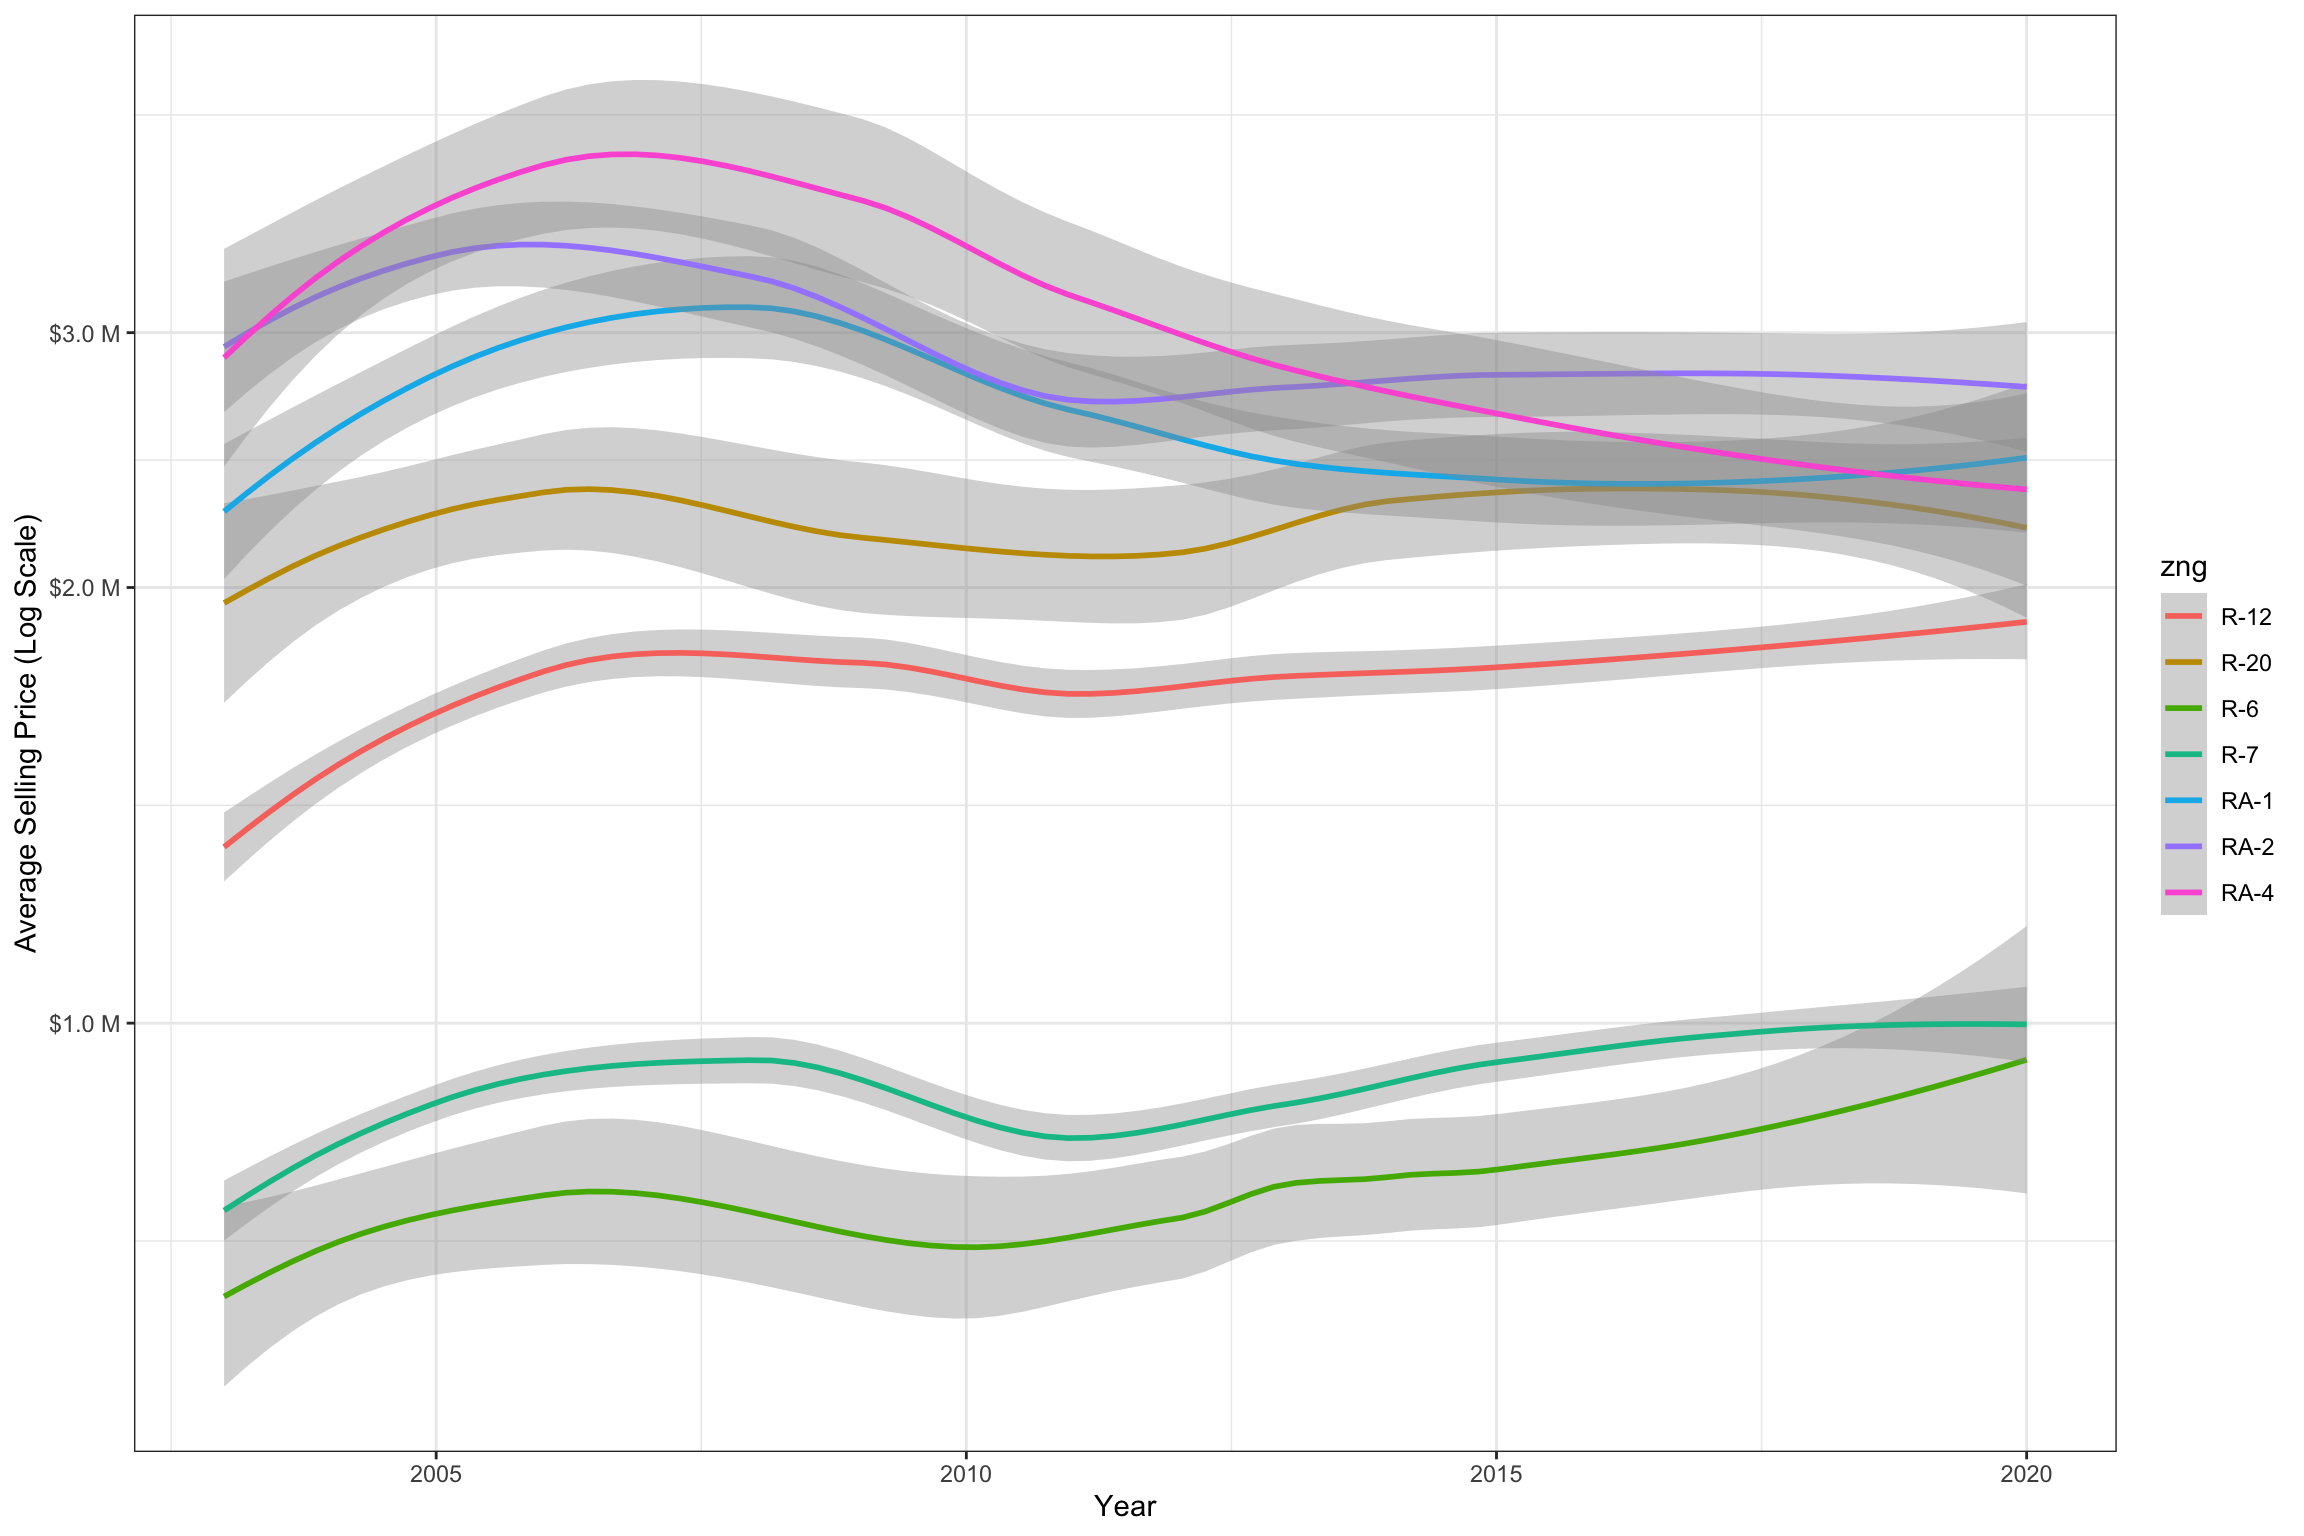 Average Selling Price (Log Scale)
$3.0 M
$2.0 M
$1.0 M
2005
2010
2015
2020
Year
zng
R-12
R-20
R-6
R-7
RA-1
RA-2
RA-4